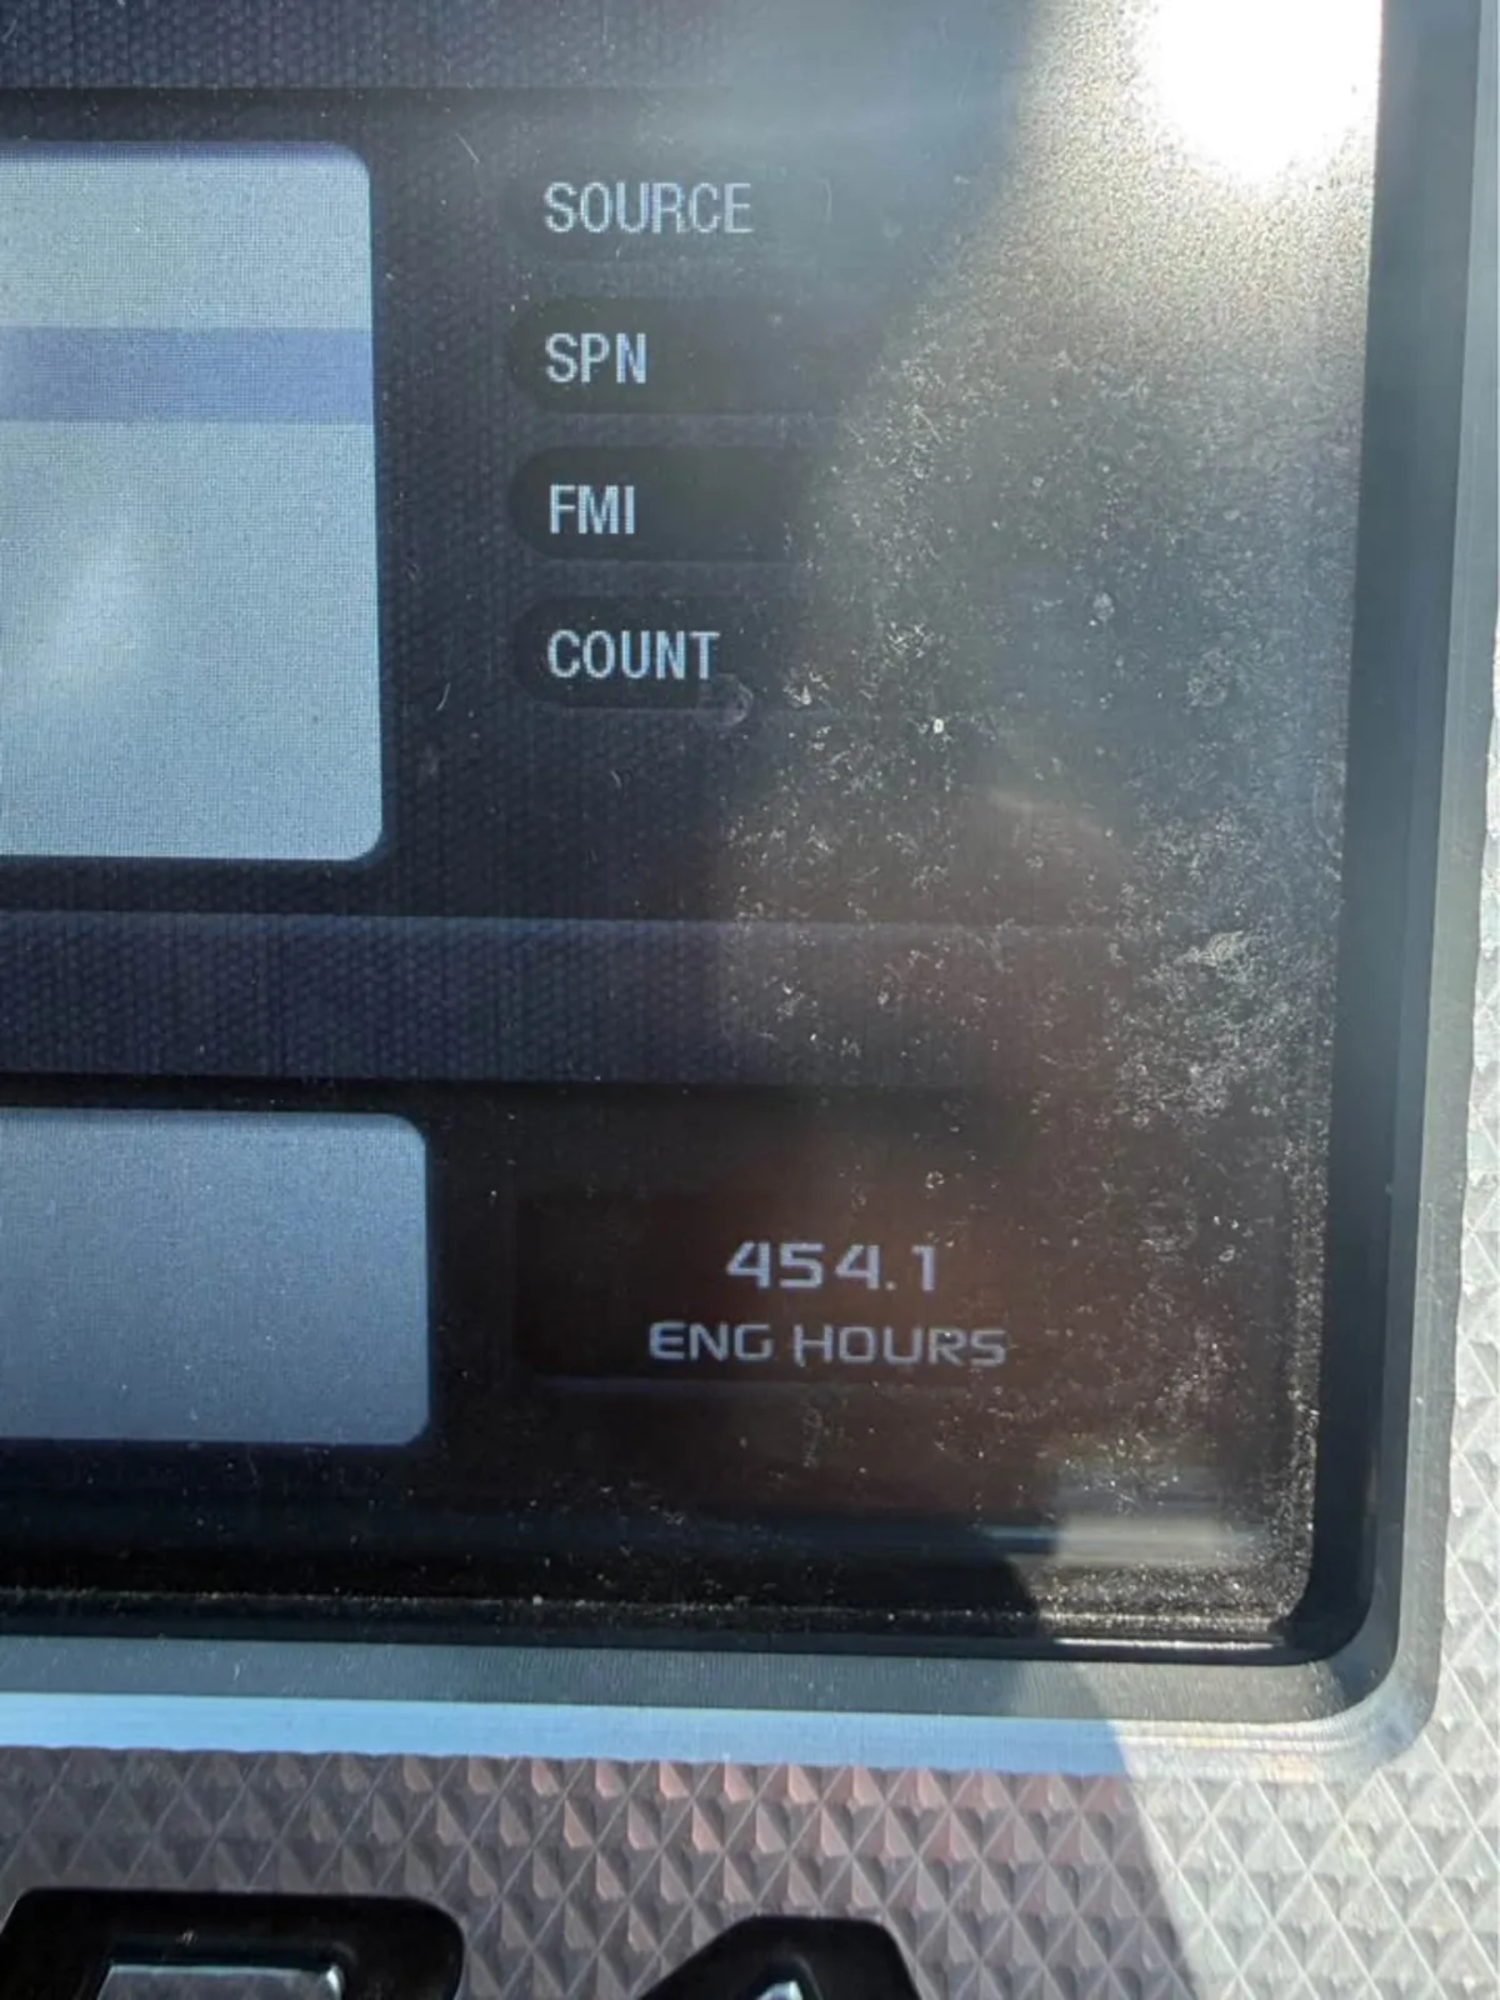 SOURCE
SPN
FMI
COUNT
454.1
ENG HOURS